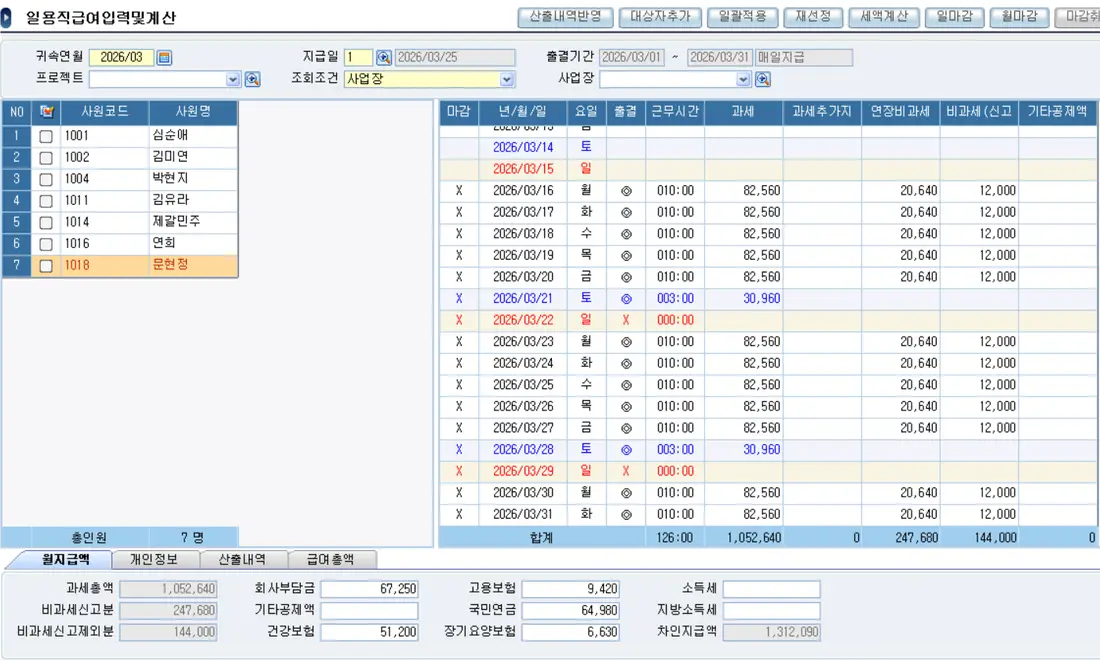 일용직급여입력및계산
산출내역반영 대상자추가 일괄적용 재선정 세액계산 일마감 월마감 마감취
귀속연월 2026/03 지급일 1 2026/03/25 출결기간 2026/03/01 ~ 2026/03/31 매일지급
프로젝트 조회조건 사업장 사업장
NO 사원코드 사원명
1 1001 심순애
2 1002 김미연
3 1004 박현지
4 1011 김유라
5 1014 제갈민주
6 1016 연희
7 1018 문현정
총인원 7 명
마감 년/월/일 요일 출결 근무시간 과세 과세추가지 연장비과세 비과세(신고 기타공제액
2026/03/13 금
2026/03/14 토
2026/03/15 일
X 2026/03/16 월 ◎ 010:00 82,560 20,640 12,000
X 2026/03/17 화 ◎ 010:00 82,560 20,640 12,000
X 2026/03/18 수 ◎ 010:00 82,560 20,640 12,000
X 2026/03/19 목 ◎ 010:00 82,560 20,640 12,000
X 2026/03/20 금 ◎ 010:00 82,560 20,640 12,000
X 2026/03/21 토 ◎ 003:00 30,960
X 2026/03/22 일 X 000:00
X 2026/03/23 월 ◎ 010:00 82,560 20,640 12,000
X 2026/03/24 화 ◎ 010:00 82,560 20,640 12,000
X 2026/03/25 수 ◎ 010:00 82,560 20,640 12,000
X 2026/03/26 목 ◎ 010:00 82,560 20,640 12,000
X 2026/03/27 금 ◎ 010:00 82,560 20,640 12,000
X 2026/03/28 토 ◎ 003:00 30,960
X 2026/03/29 일 X 000:00
X 2026/03/30 월 ◎ 010:00 82,560 20,640 12,000
X 2026/03/31 화 ◎ 010:00 82,560 20,640 12,000
합계 126:00 1,052,640 0 247,680 144,000 0
월지급액 개인정보 산출내역 급여총액
과세총액 1,052,640 회사부담금 67,250 고용보험 9,420 소득세
비과세신고분 247,680 기타공제액 국민연금 64,980 지방소득세
비과세신고제외분 144,000 건강보험 51,200 장기요양보험 6,630 차인지급액 1,312,090